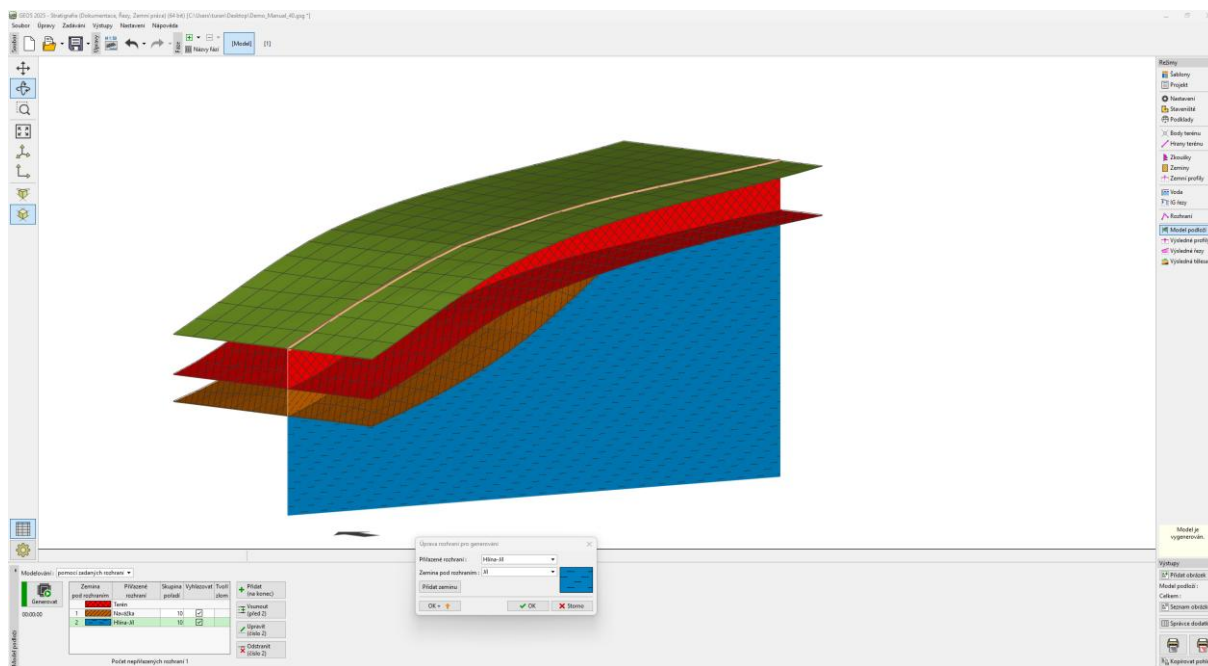 GEO5 2025 - Stratigrafie (Dokumentace, Řezy, Zemní práce) (64 bit) [C:\Users\turan\Desktop\Demo_Manual_40.gsg *]
Soubor Úpravy Zadávání Výstupy Nastavení Nápověda
Soubor
Úpravy
Fáze
Názvy fází
[Model]
[1]
Režimy
Šablony
Projekt
Nastavení
Staveniště
Podklady
Body terénu
Hrany terénu
Zkoušky
Zeminy
Zemní profily
Voda
IG řezy
Rozhraní
Model podloží
Výsledné profily
Výsledné řezy
Výsledná tělesa
Model je
vygenerován.
Úprava rozhraní pro generování
Přiřazené rozhraní : Hlína-Jíl
Zemina pod rozhraním : Jíl
Přidat zeminu
OK + OK Storno
Model podloží
Modelování : pomocí zadaných rozhraní
Generovat
00:00:00
Zemina Přiřazené Skupina Vyhlazovat Tvoří
pod rozhraním rozhraní pořadí zlom
Terén
1 Navážka 10
2 Hlína-Jíl 10
Počet nepřiřazených rozhraní 1
Přidat
(na konec)
Vsunout
(před 2)
Upravit
(číslo 2)
Odstranit
(číslo 2)
Výstupy
Přidat obrázek
Model podloží :
Celkem :
Seznam obrázků
Správce dodatků
Kopírovat pohled